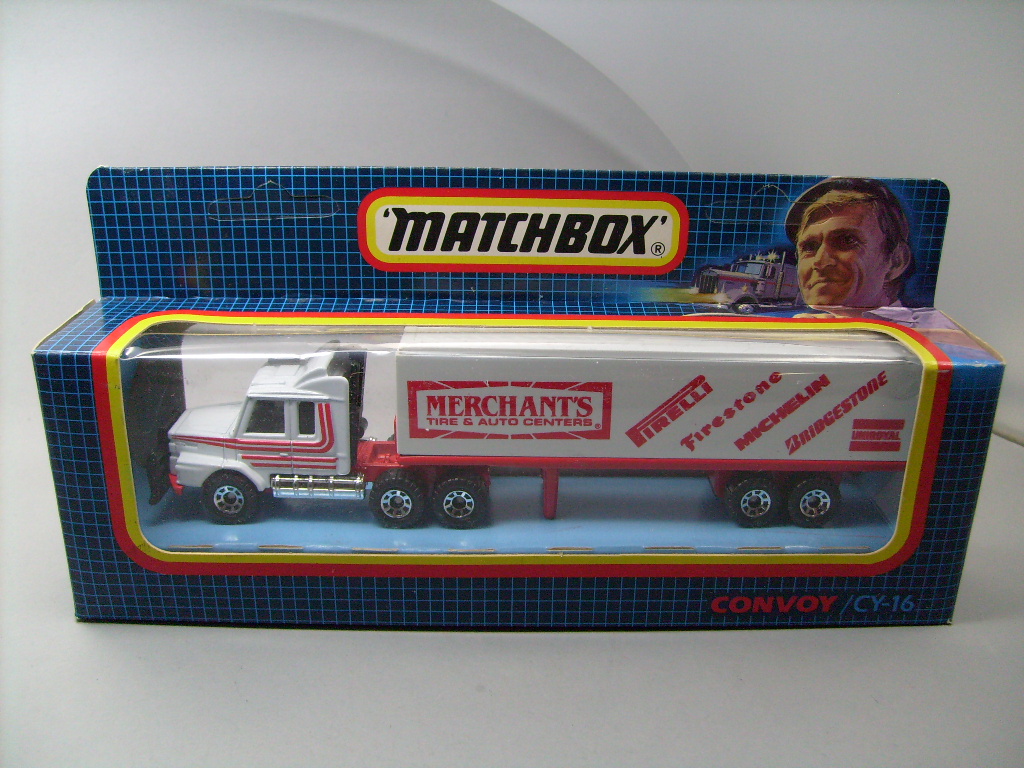 'MATCHBOX'®
MERCHANT'S
TIRE & AUTO CENTERS®
PIRELLI
Firestone
MICHELIN
BRIDGESTONE
UNIROYAL
CONVOY/CY-16